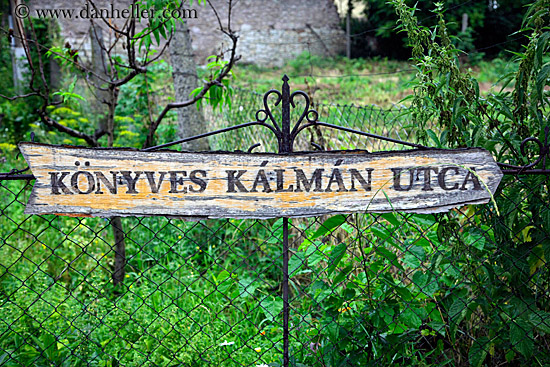 © www.danheller.com
KÖNYVES KÁLMÁN UTCA